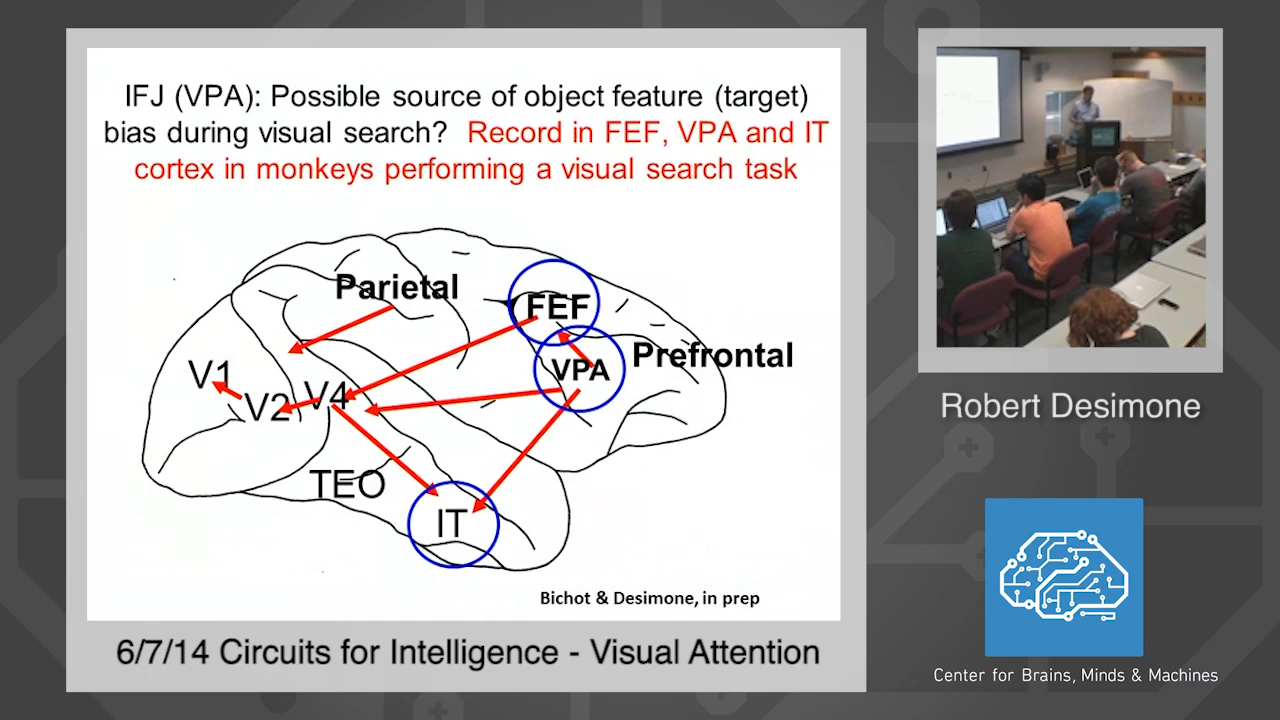 IFJ (VPA): Possible source of object feature (target)
bias during visual search? Record in FEF, VPA and IT
cortex in monkeys performing a visual search task
Parietal
FEF
VPA
Prefrontal
V1
V2
V4
TEO
IT
Bichot & Desimone, in prep
6/7/14 Circuits for Intelligence - Visual Attention
Robert Desimone
Center for Brains, Minds & Machines